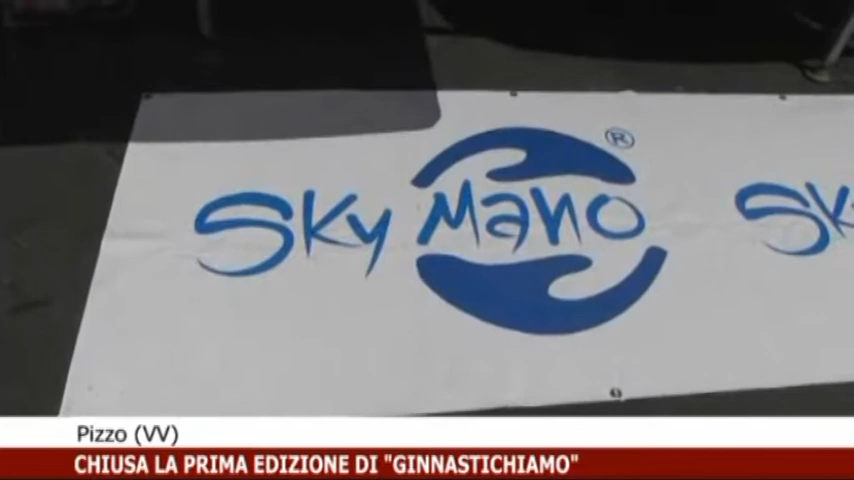 Sky Mano ®
Sk
Pizzo (VV)
CHIUSA LA PRIMA EDIZIONE DI "GINNASTICHIAMO"